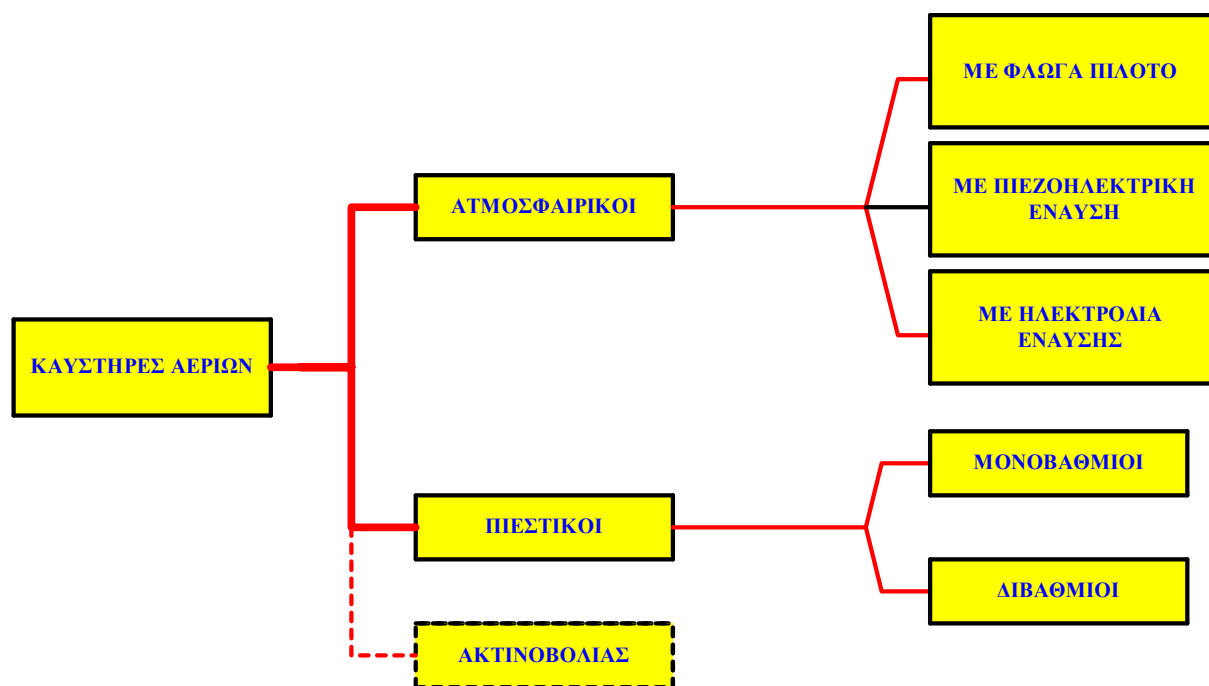 ΜΕ ΦΛΩΓΑ ΠΙΛΟΤΟ
ΜΕ ΠΙΕΖΟΗΛΕΚΤΡΙΚΗ
ΕΝΑΥΣΗ
ΑΤΜΟΣΦΑΙΡΙΚΟΙ
ΜΕ ΗΛΕΚΤΡΟΔΙΑ
ΕΝΑΥΣΗΣ
ΚΑΥΣΤΗΡΕΣ ΑΕΡΙΩΝ
ΜΟΝΟΒΑΘΜΙΟΙ
ΠΙΕΣΤΙΚΟΙ
ΔΙΒΑΘΜΙΟΙ
ΑΚΤΙΝΟΒΟΛΙΑΣ